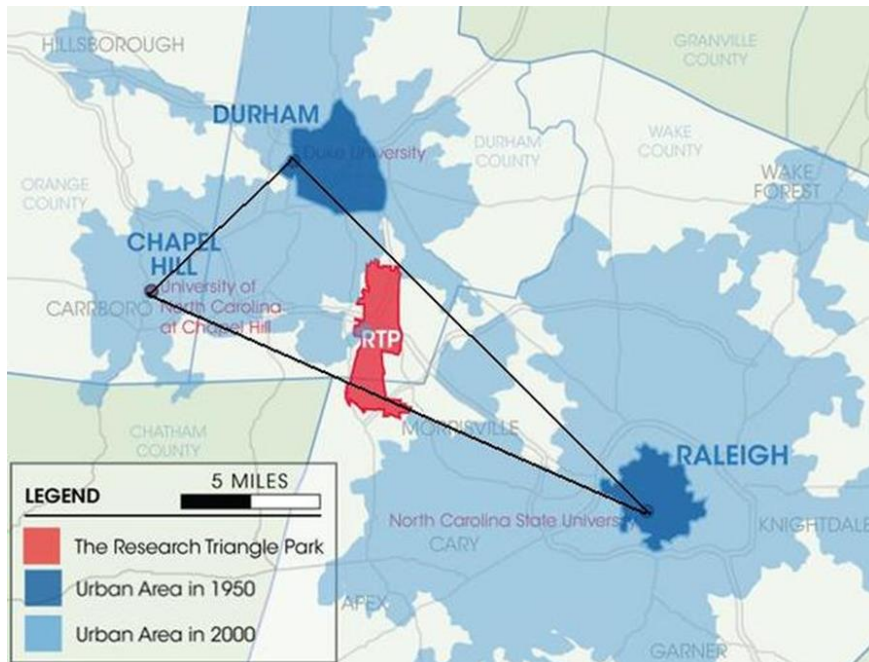 HILLSBOROUGH
GRANVILLE
COUNTY
DURHAM
Duke University
DURHAM
COUNTY
WAKE
COUNTY
WAKE
FOREST
ORANGE
COUNTY
CHAPEL
HILL
CARRBORO
University of
North Carolina
at Chapel Hill
RTP
CHATHAM
COUNTY
MORRISVILLE
RALEIGH
North Carolina State University
KNIGHTDALE
CARY
APEX
GARNER
5 MILES
LEGEND
The Research Triangle Park
Urban Area in 1950
Urban Area in 2000